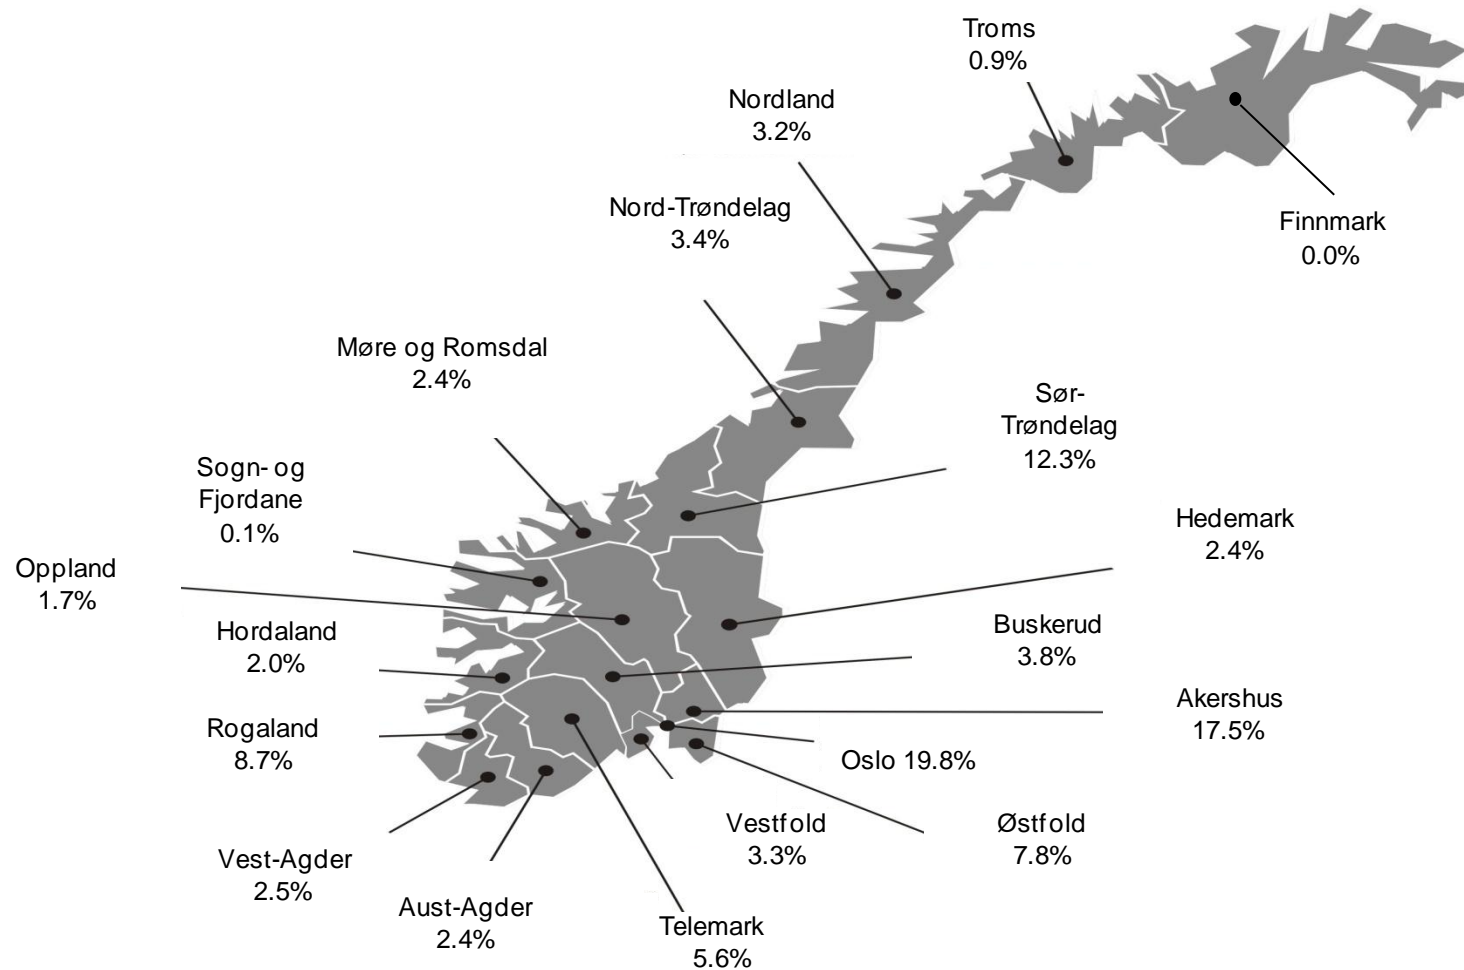 Troms
0.9%
Nordland
3.2%
Nord-Trøndelag
3.4%
Finnmark
0.0%
Møre og Romsdal
2.4%
Sør-
Trøndelag
12.3%
Sogn- og
Fjordane
0.1%
Hedemark
2.4%
Oppland
1.7%
Hordaland
2.0%
Buskerud
3.8%
Akershus
17.5%
Rogaland
8.7%
Oslo 19.8%
Vestfold
3.3%
Østfold
7.8%
Vest-Agder
2.5%
Aust-Agder
2.4%
Telemark
5.6%